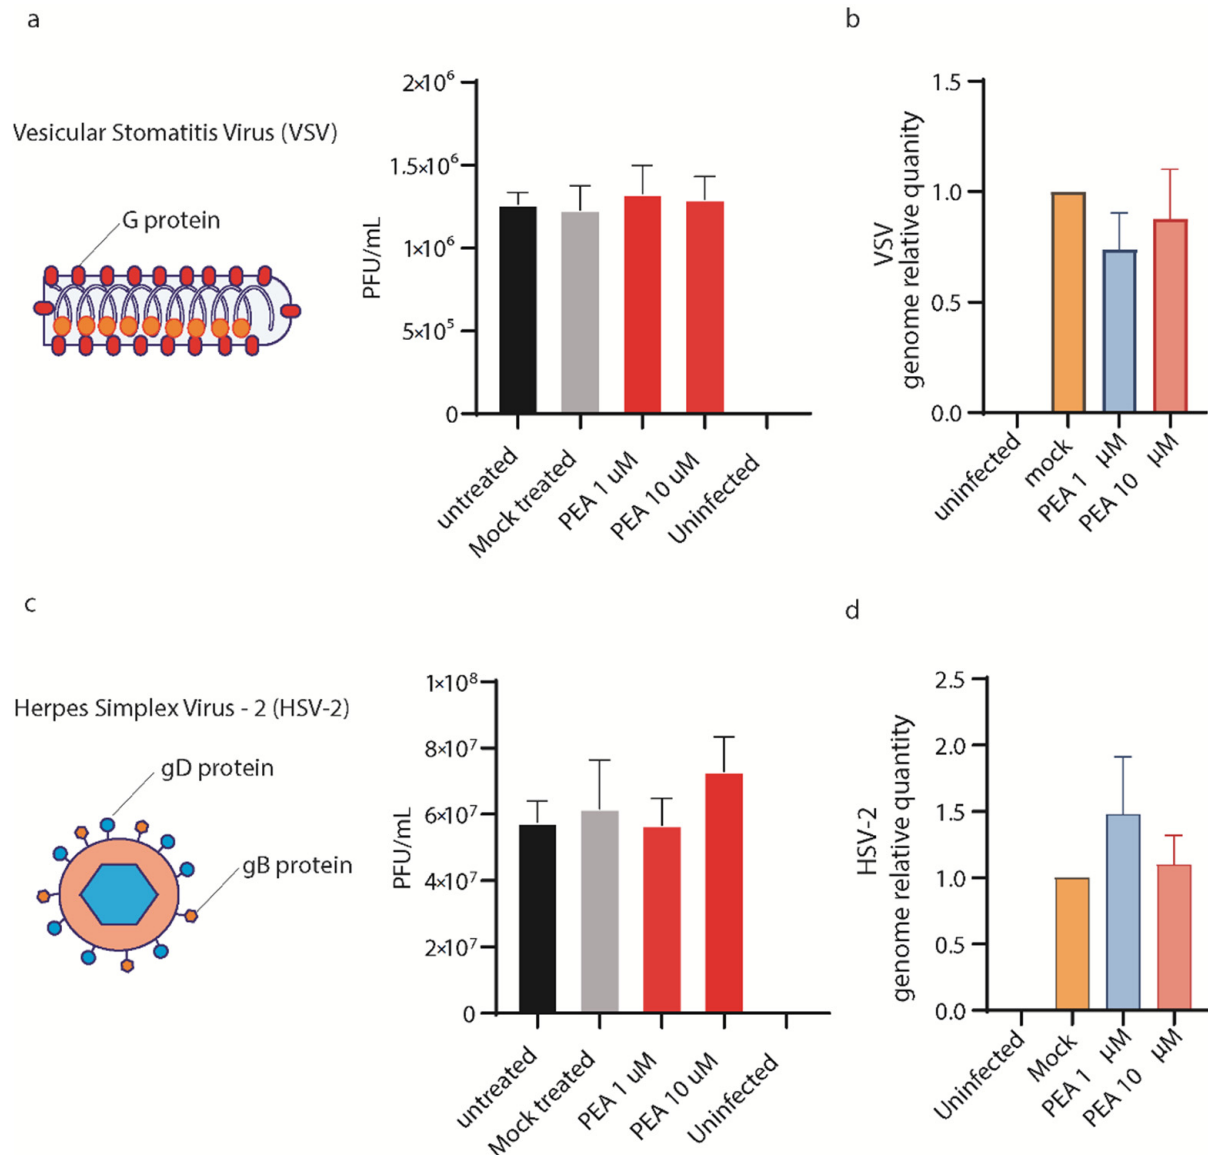 a
Vesicular Stomatitis Virus (VSV)
G protein
PFU/mL
2×10⁶
1.5×10⁶
1×10⁶
5×10⁵
0
untreated
Mock treated
PEA 1 uM
PEA 10 uM
Uninfected
b
VSV
genome relative quanity
1.5
1.0
0.5
0.0
uninfected
mock
PEA 1 µM
PEA 10 µM
c
Herpes Simplex Virus - 2 (HSV-2)
gD protein
gB protein
PFU/mL
1×10⁸
8×10⁷
6×10⁷
4×10⁷
2×10⁷
0
untreated
Mock treated
PEA 1 uM
PEA 10 uM
Uninfected
d
HSV-2
genome relative quantity
2.5
2.0
1.5
1.0
0.5
0.0
Uninfected
Mock
PEA 1 µM
PEA 10 µM